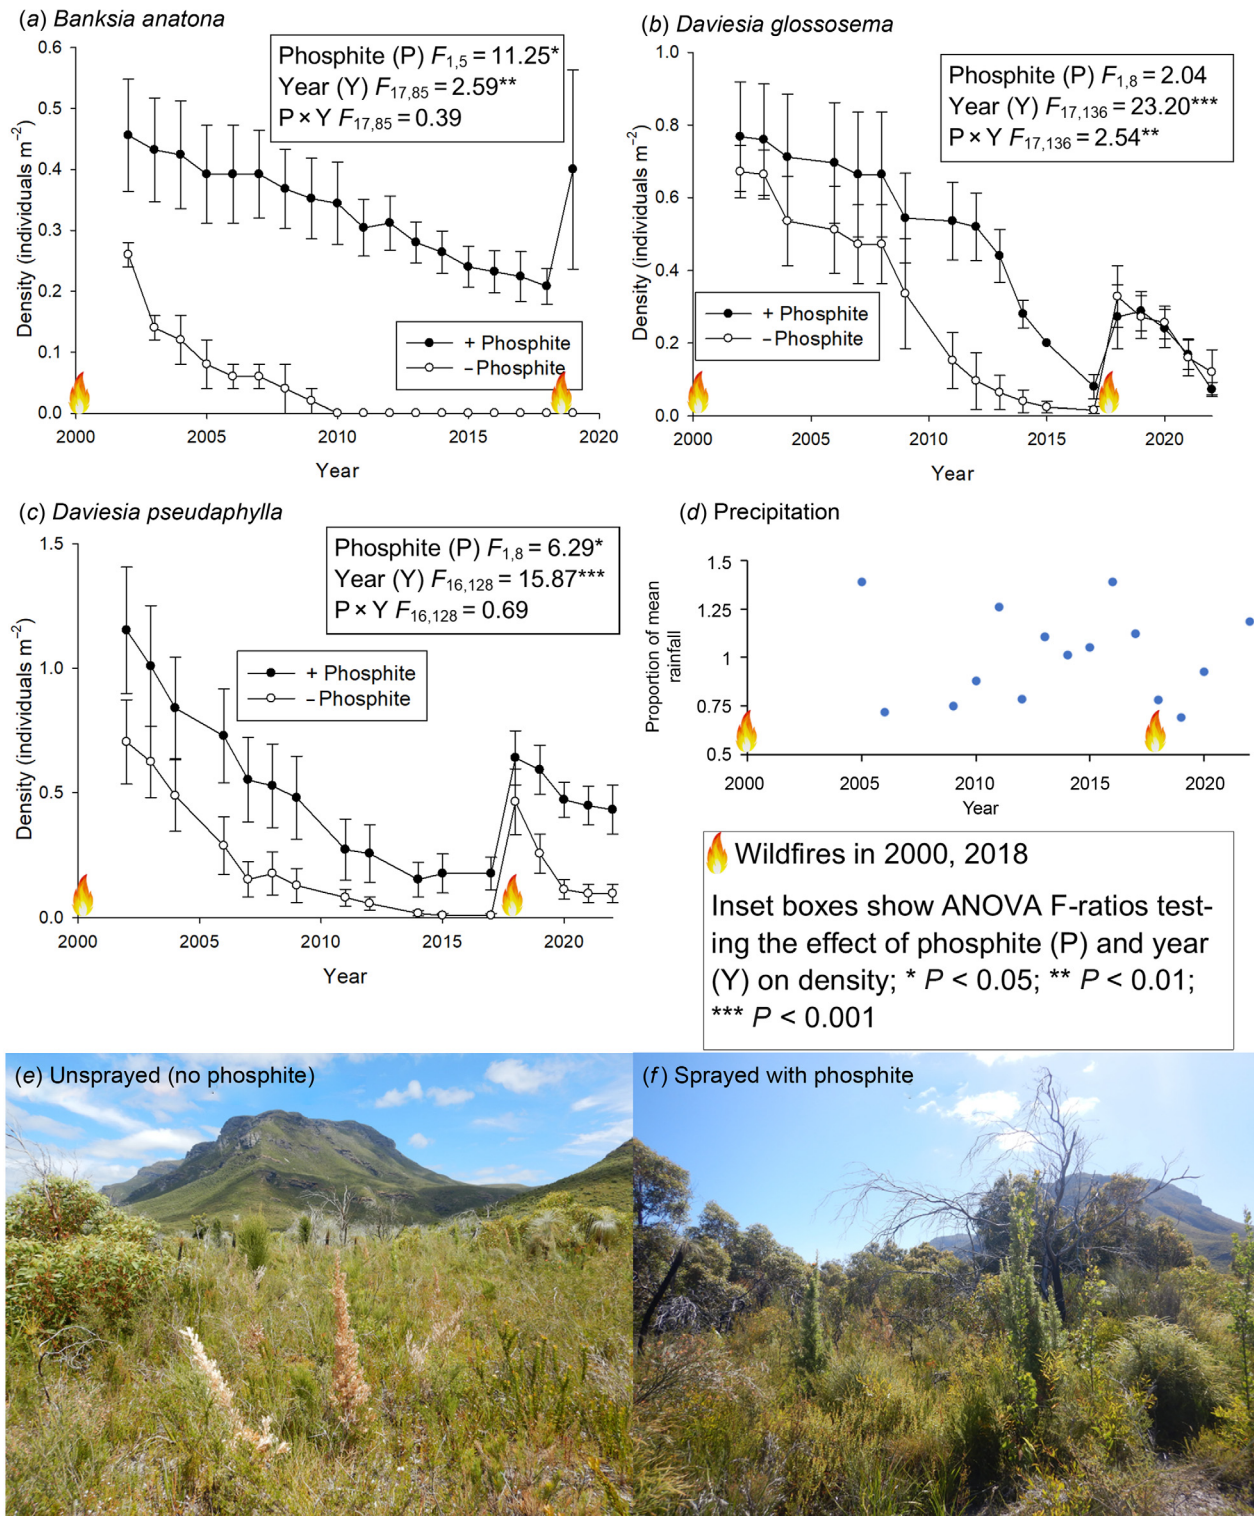 (a) Banksia anatona
0.6
0.5
0.4
0.3
0.2
0.1
0.0
Density (individuals m⁻²)
Phosphite (P) F1,5 = 11.25*
Year (Y) F17,85 = 2.59**
P × Y F17,85 = 0.39
+ Phosphite
– Phosphite
2000 2005 2010 2015 2020
Year
(b) Daviesia glossosema
1.0
0.8
0.6
0.4
0.2
0.0
Density (individuals m⁻²)
Phosphite (P) F1,8 = 2.04
Year (Y) F17,136 = 23.20***
P × Y F17,136 = 2.54**
+ Phosphite
– Phosphite
2000 2005 2010 2015 2020
Year
(c) Daviesia pseudaphylla
1.5
1.0
0.5
0.0
Density (individuals m⁻²)
Phosphite (P) F1,8 = 6.29*
Year (Y) F16,128 = 15.87***
P × Y F16,128 = 0.69
+ Phosphite
– Phosphite
2000 2005 2010 2015 2020
Year
(d) Precipitation
1.5
1.25
1
0.75
0.5
Proportion of mean
rainfall
2000 2005 2010 2015 2020
Year
Wildfires in 2000, 2018
Inset boxes show ANOVA F-ratios test-
ing the effect of phosphite (P) and year
(Y) on density; * P < 0.05; ** P < 0.01;
*** P < 0.001
(e) Unsprayed (no phosphite)
(f) Sprayed with phosphite